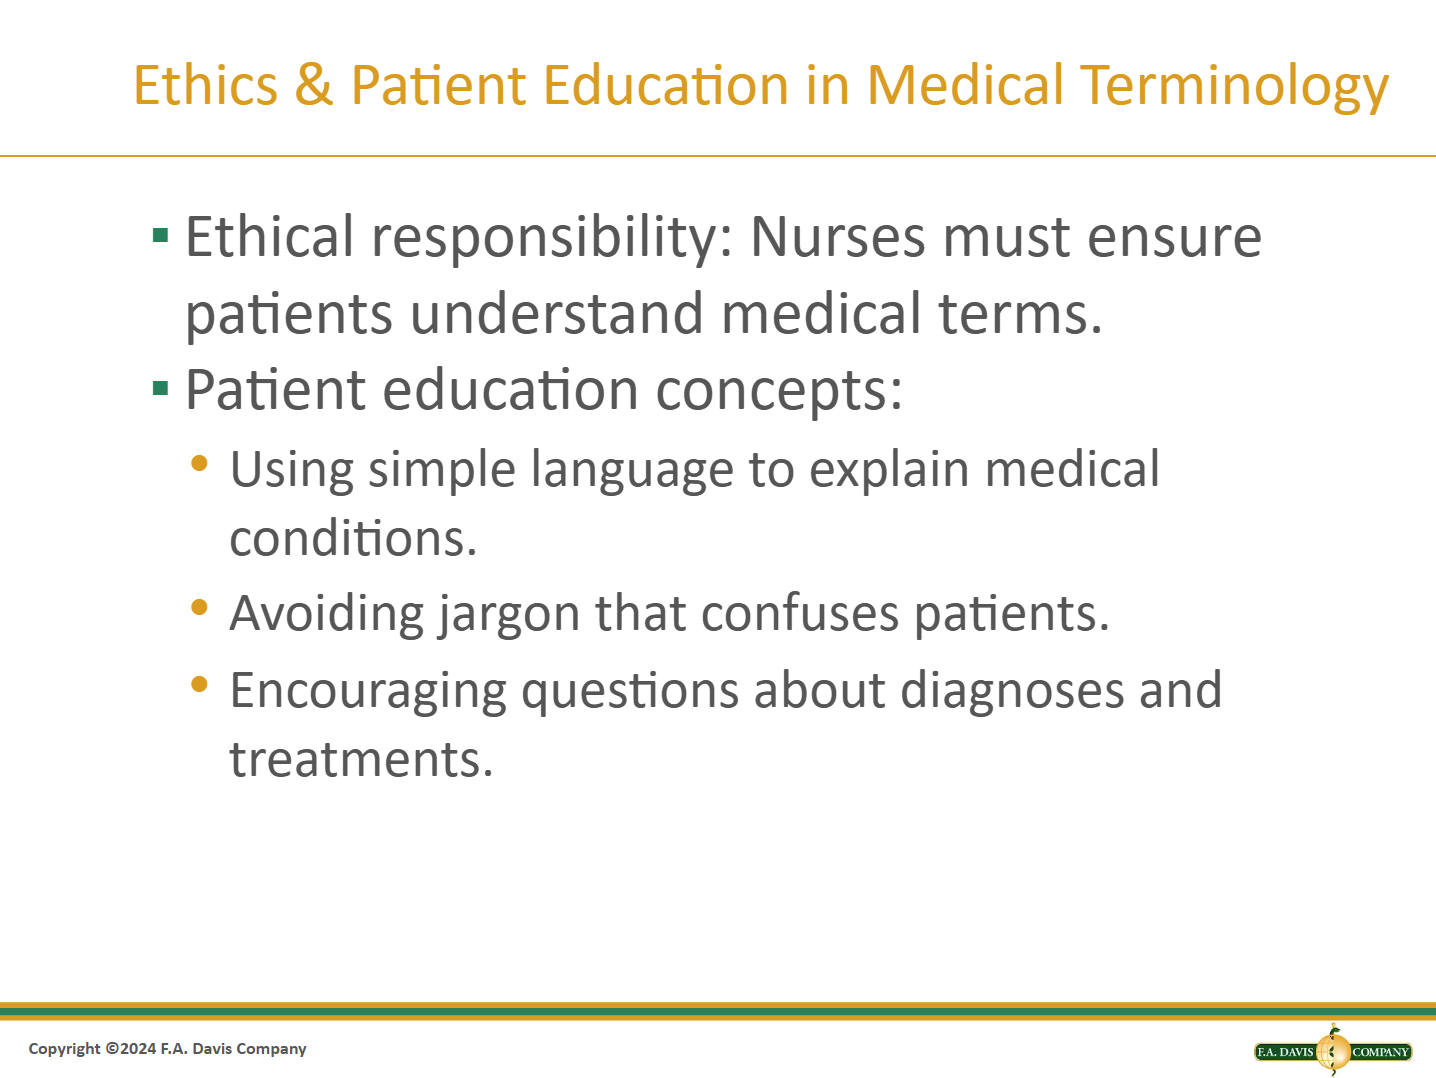 Ethics & Patient Education in Medical Terminology
▪ Ethical responsibility: Nurses must ensure
patients understand medical terms.
▪ Patient education concepts:
• Using simple language to explain medical
conditions.
• Avoiding jargon that confuses patients.
• Encouraging questions about diagnoses and
treatments.
Copyright ©2024 F.A. Davis Company
F.A. DAVIS COMPANY